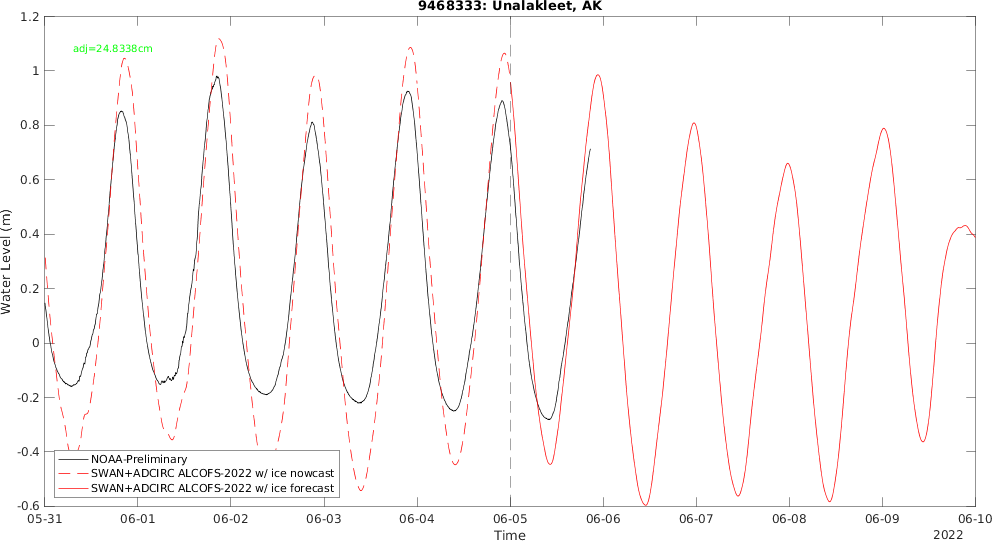 9468333: Unalakleet, AK
adj=24.8338cm
1.2
1
0.8
0.6
0.4
0.2
0
-0.2
-0.4
-0.6
Water Level (m)
NOAA-Preliminary
SWAN+ADCIRC ALCOFS-2022 w/ ice nowcast
SWAN+ADCIRC ALCOFS-2022 w/ ice forecast
05-31 06-01 06-02 06-03 06-04 06-05 06-06 06-07 06-08 06-09 06-10
Time
2022